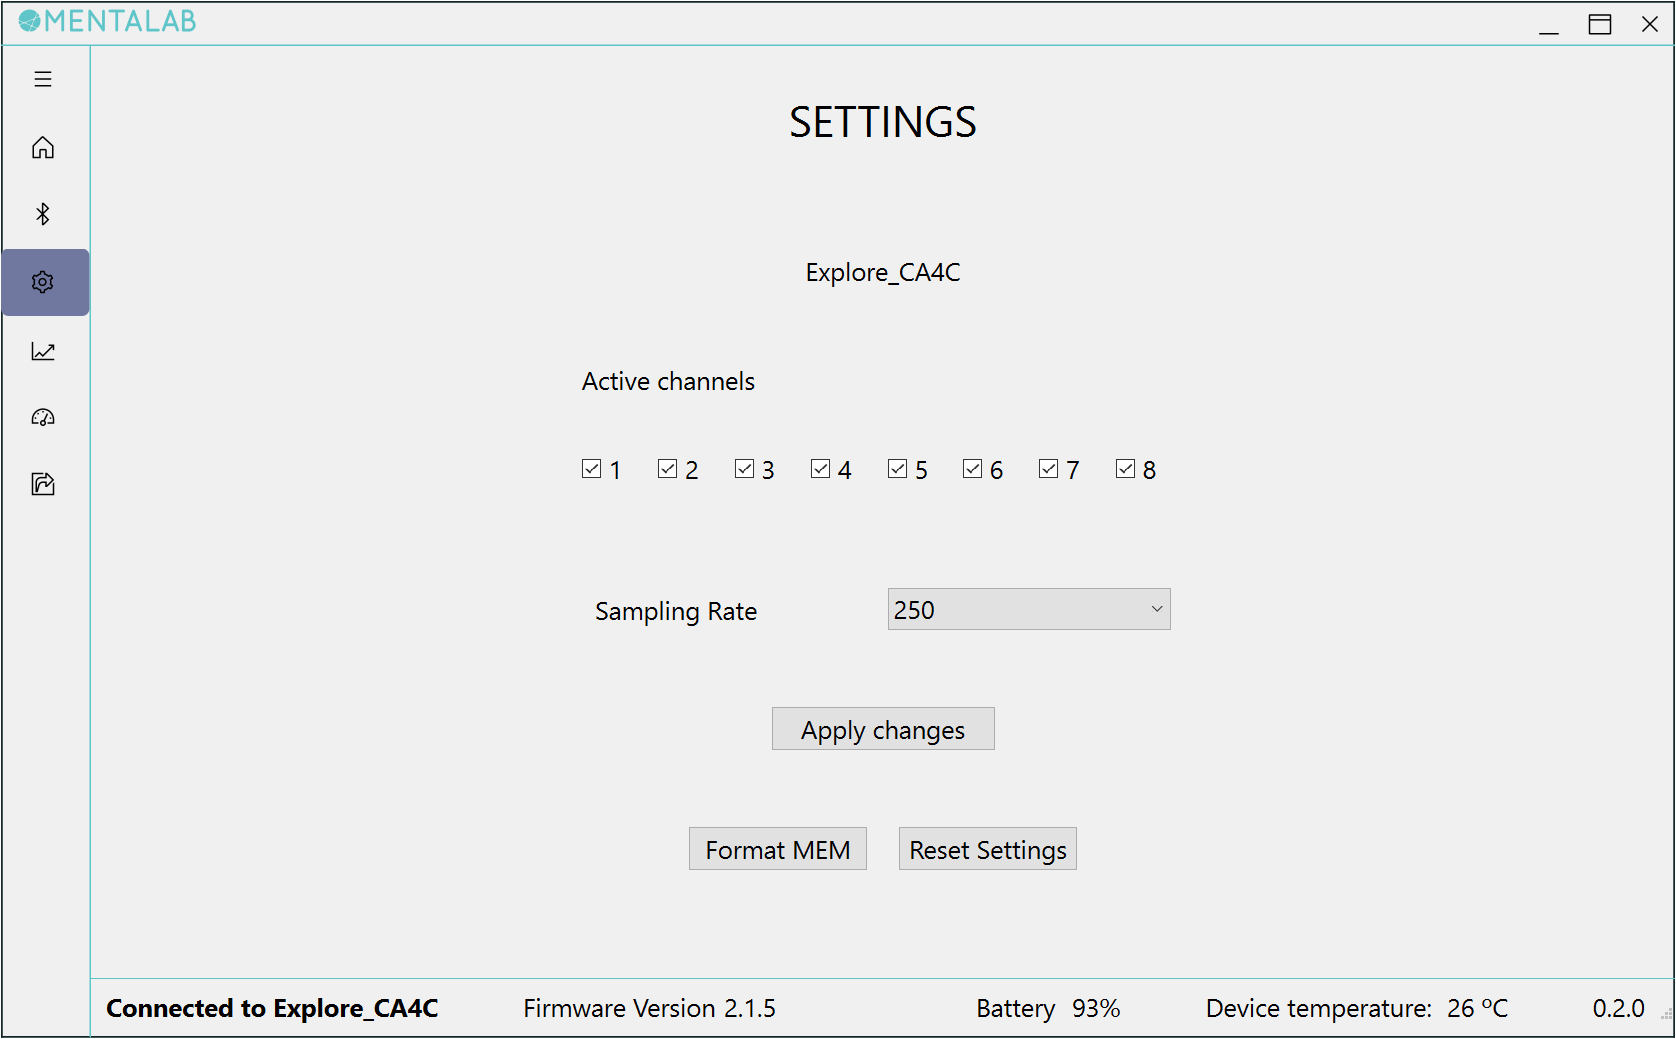 MENTALAB
SETTINGS
Explore_CA4C
Active channels
1 2 3 4 5 6 7 8
Sampling Rate 250
Apply changes
Format MEM Reset Settings
Connected to Explore_CA4C Firmware Version 2.1.5 Battery 93% Device temperature: 26 ºC 0.2.0